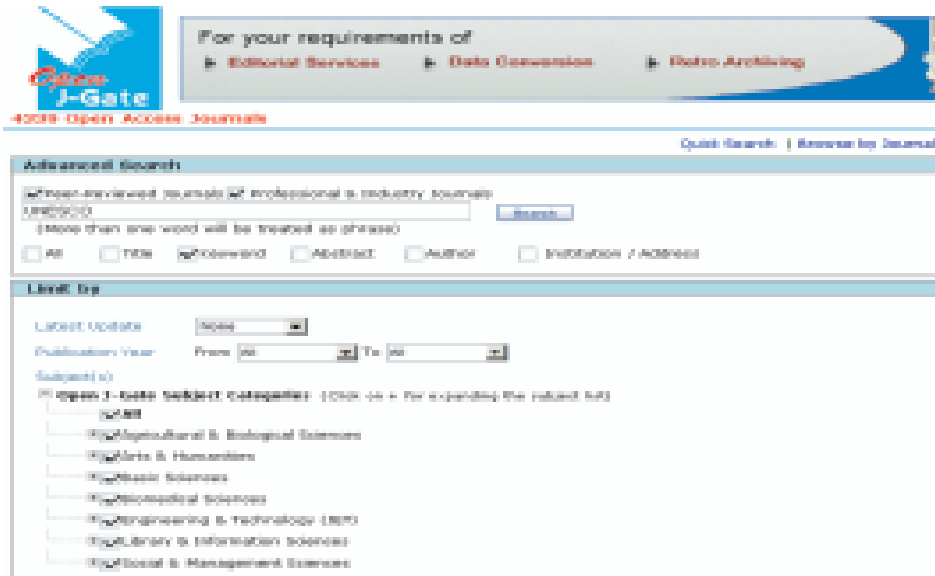 For your requirements of
Editorial Services Data Conversion Retro Archiving
Open
J-Gate
Open Access Journals
Quick Search | Browse by Journal
Advanced Search
Peer-Reviewed Journals Professional & Industry Journals
UNESCO
Search
(More than one word will be treated as phrase)
All Title Keyword Abstract Author Institution / Address
Limit by
Latest Update None
Publication Year From All To All
Subject(s)
Open J-Gate Subject Categories (Click on + for expanding the subject list)
All
Agricultural & Biological Sciences
Arts & Humanities
Basic Sciences
Biomedical Sciences
Engineering & Technology
Library & Information Sciences
Social & Management Sciences